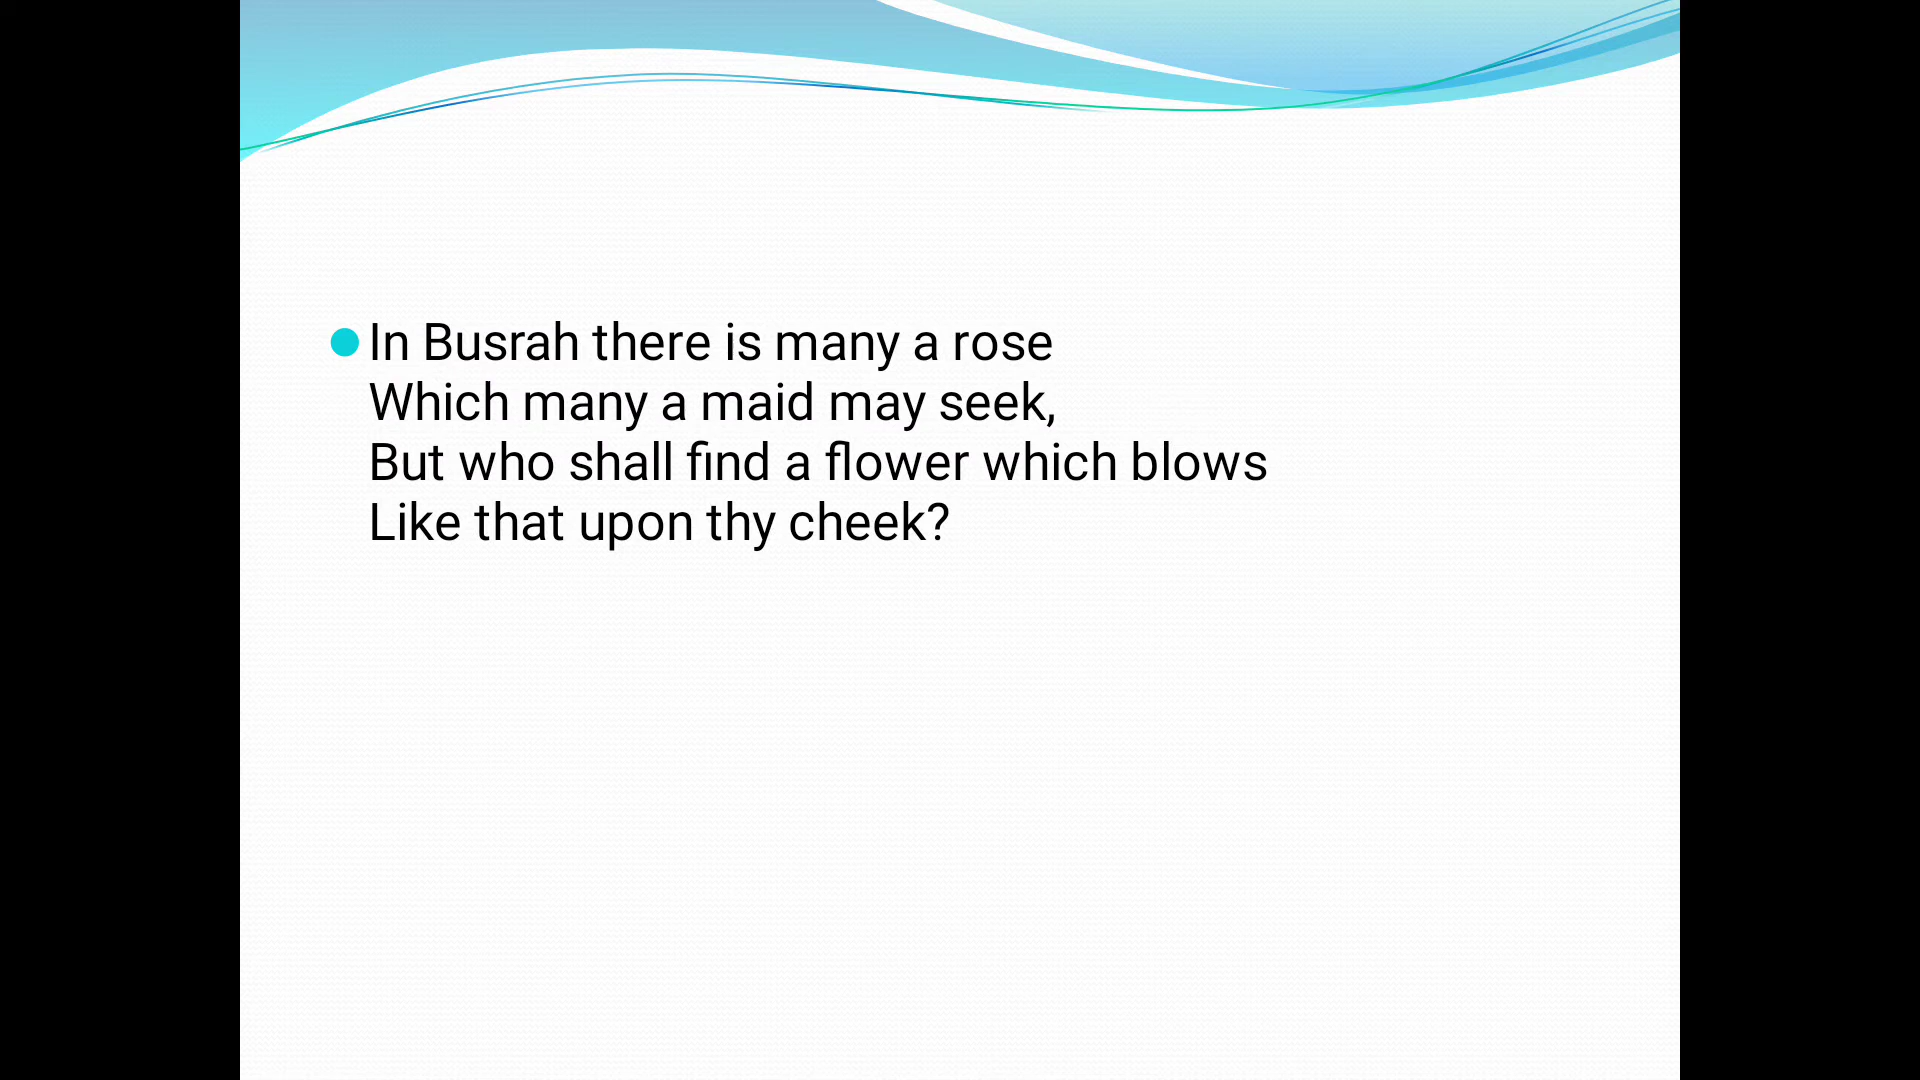 In Busrah there is many a rose
Which many a maid may seek,
But who shall find a flower which blows
Like that upon thy cheek?